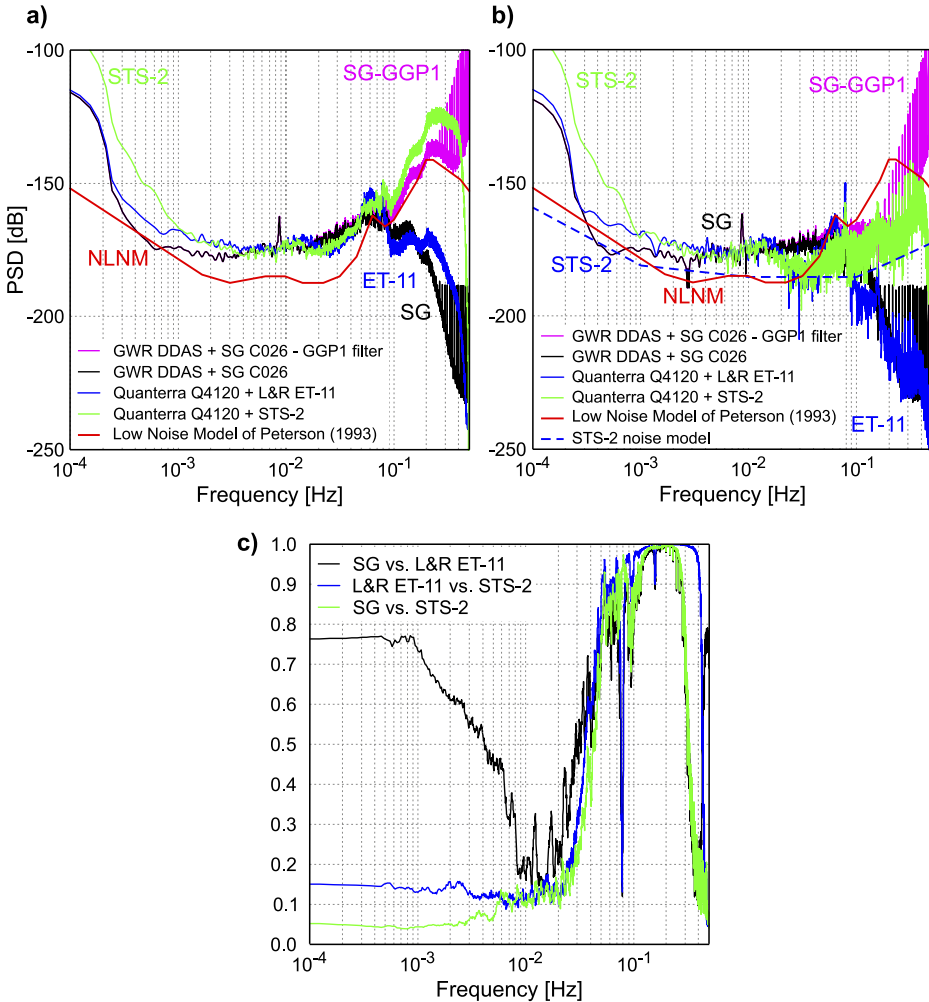 a)
PSD [dB]
-100
-150
-200
-250
STS-2
SG-GGP1
NLNM
ET-11
SG
GWR DDAS + SG C026 - GGP1 filter
GWR DDAS + SG C026
Quanterra Q4120 + L&R ET-11
Quanterra Q4120 + STS-2
Low Noise Model of Peterson (1993)
10-4
10-3
10-2
10-1
Frequency [Hz]
b)
-100
-150
-200
-250
STS-2
SG-GGP1
SG
STS-2
NLNM
GWR DDAS + SG C026 - GGP1 filter
GWR DDAS + SG C026
Quanterra Q4120 + L&R ET-11
Quanterra Q4120 + STS-2
Low Noise Model of Peterson (1993)
STS-2 noise model
ET-11
10-4
10-3
10-2
10-1
Frequency [Hz]
c)
1.0
0.9
0.8
0.7
0.6
0.5
0.4
0.3
0.2
0.1
0.0
SG vs. L&R ET-11
L&R ET-11 vs. STS-2
SG vs. STS-2
10-4
10-3
10-2
10-1
Frequency [Hz]